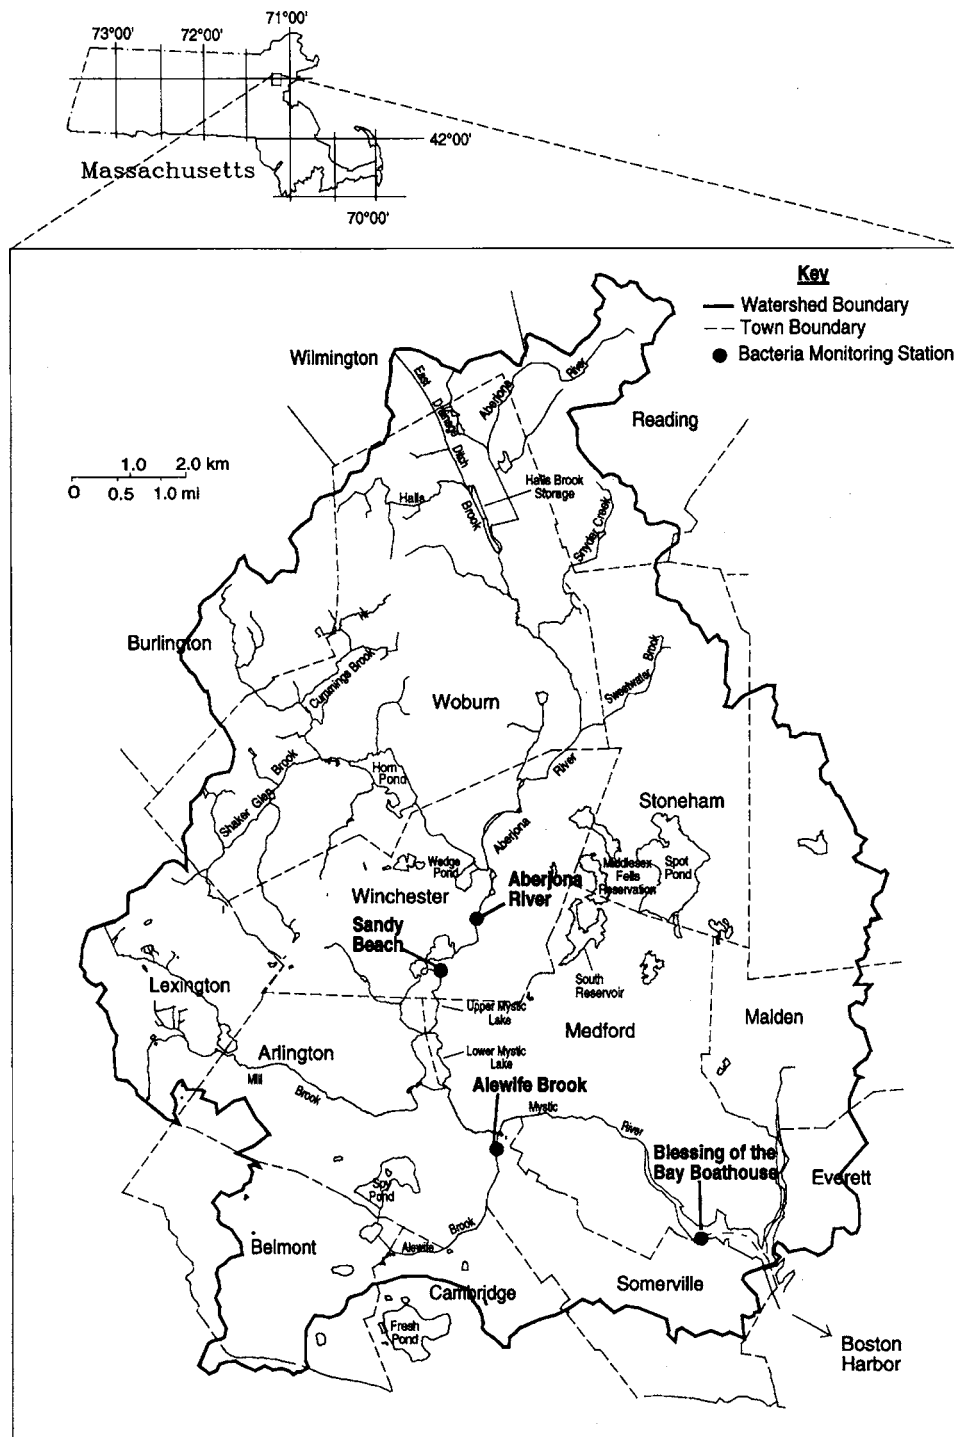 71°00'
73°00'
72°00'
42°00'
Massachusetts
70°00'
Key
Watershed Boundary
Town Boundary
Bacteria Monitoring Station
Wilmington
East
Drainage
Ditch
Aberjona
River
Reading
1.0 2.0 km
0 0.5 1.0 mi
Halls
Brook
Halls Brook
Storage
Snyder Creek
Burlington
Cummings Brook
Woburn
Sweetwater
Brook
Shaker Glen
Brook
Horn
Pond
River
Aberjona
Stoneham
Middlesex
Fells
Reservation
Spot
Pond
Wedge
Pond
Winchester
Aberjona
River
Sandy
Beach
South
Reservoir
Lexington
Upper Mystic
Lake
Medford
Malden
Arlington
Lower Mystic
Lake
Mill
Brook
Alewife Brook
Mystic
River
Blessing of the
Bay Boathouse
Everett
Spy
Pond
Belmont
Alewife
Brook
Cambridge
Somerville
Fresh
Pond
Boston
Harbor